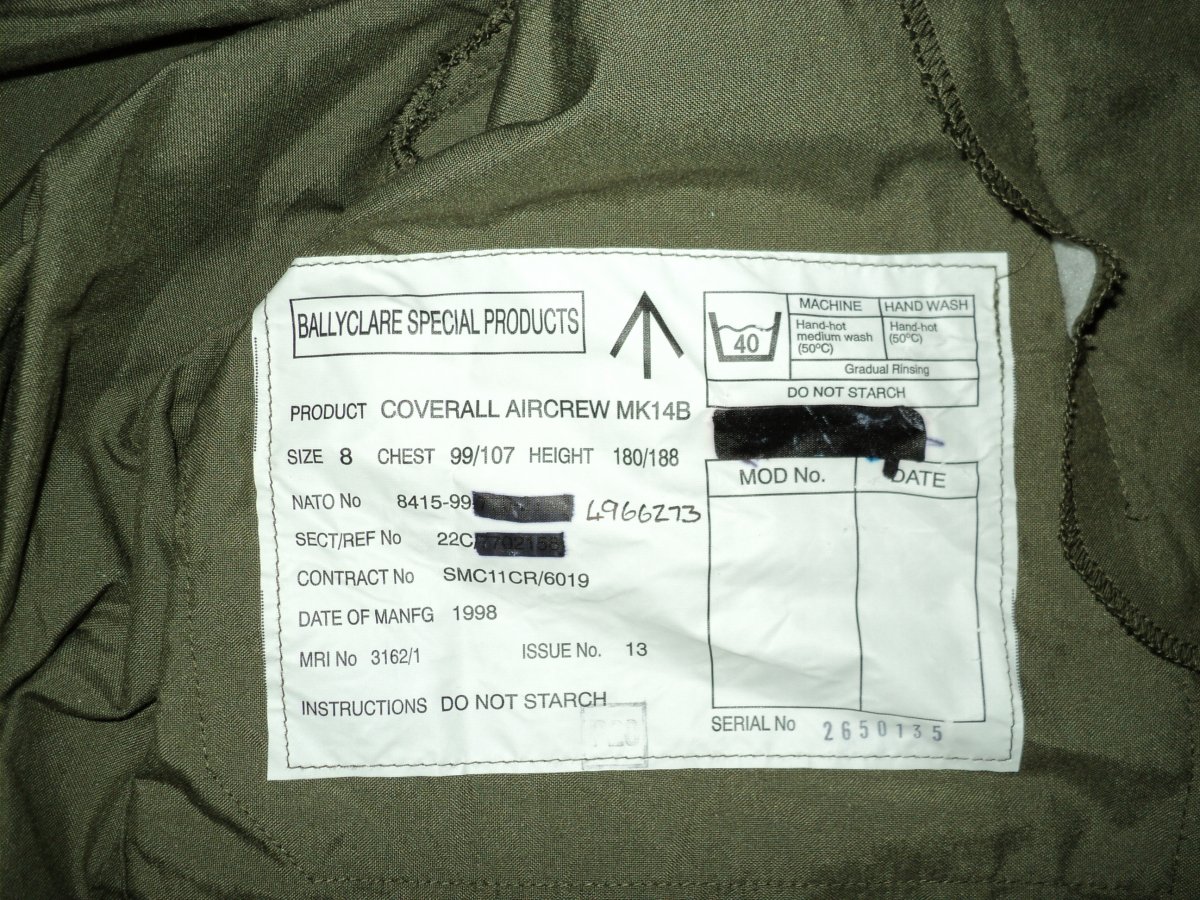 BALLYCLARE SPECIAL PRODUCTS
40
MACHINE
HAND WASH
Hand-hot
medium wash
(50ºC)
Hand-hot
(50ºC)
Gradual Rinsing
DO NOT STARCH
PRODUCT COVERALL AIRCREW MK14B
SIZE 8 CHEST 99/107 HEIGHT 180/188
NATO No 8415-99 4966273
SECT/REF No 22C
CONTRACT No SMC11CR/6019
DATE OF MANFG 1998
MRI No 3162/1 ISSUE No. 13
INSTRUCTIONS DO NOT STARCH
MOD No. DATE
SERIAL No 2650135